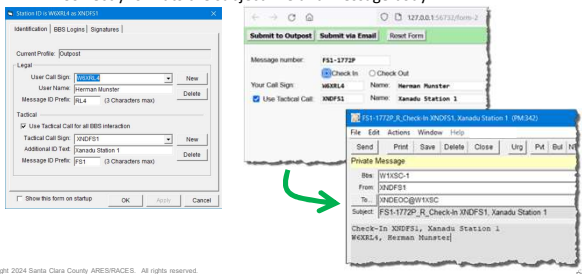 Station ID is W6XRL4 as XNDFS1
Identification BBS Logins Signatures
Current Profile: Outpost
Legal
User Call Sign: W6XRL4 New
User Name: Herman Munster
Delete
Message ID Prefix: RL4 (3 Characters max)
Tactical
Use Tactical Call for all BBS interaction
Tactical Call Sign: XNDFS1 New
Additional ID Text: Xanadu Station 1
Delete
Message ID Prefix: FS1 (3 Characters max)
Show this form on startup OK Apply Cancel
127.0.0.1:56732/form-2
Submit to Outpost Submit via Email Reset Form
Message number: FS1-1772P
Check In Check Out
Your Call Sign: W6XRL4 Name: Herman Munster
Use Tactical Call: XNDFS1 Name: Xanadu Station 1
FS1-1772P_R_Check-In XNDFS1, Xanadu Station 1 (PM:342)
File Edit Actions Window Help
Send Print Save Delete Close Urg Pvt Bul
Private Message
Bbs: W1XSC-1
From: XNDFS1
To... XNDEOC@W1XSC
Subject: FS1-1772P_R_Check-In XNDFS1, Xanadu Station 1
Check-In XNDFS1, Xanadu Station 1
W6XRL4, Herman Munster
ght 2024 Santa Clara County ARES/RACES. All rights reserved.